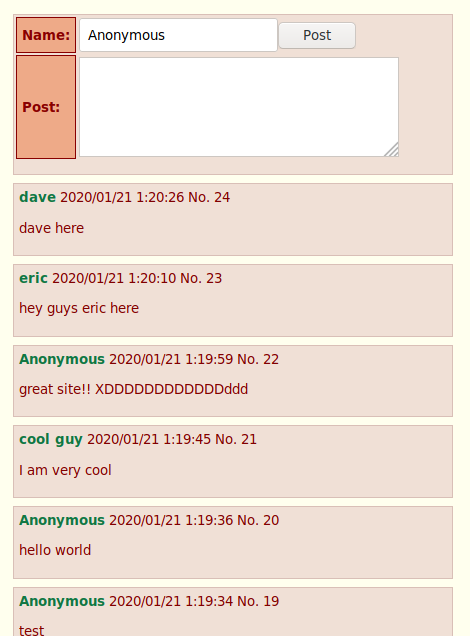 Name: Anonymous Post
Post:
dave 2020/01/21 1:20:26 No. 24
dave here
eric 2020/01/21 1:20:10 No. 23
hey guys eric here
Anonymous 2020/01/21 1:19:59 No. 22
great site!! XDDDDDDDDDDDDddd
cool guy 2020/01/21 1:19:45 No. 21
I am very cool
Anonymous 2020/01/21 1:19:36 No. 20
hello world
Anonymous 2020/01/21 1:19:34 No. 19
test